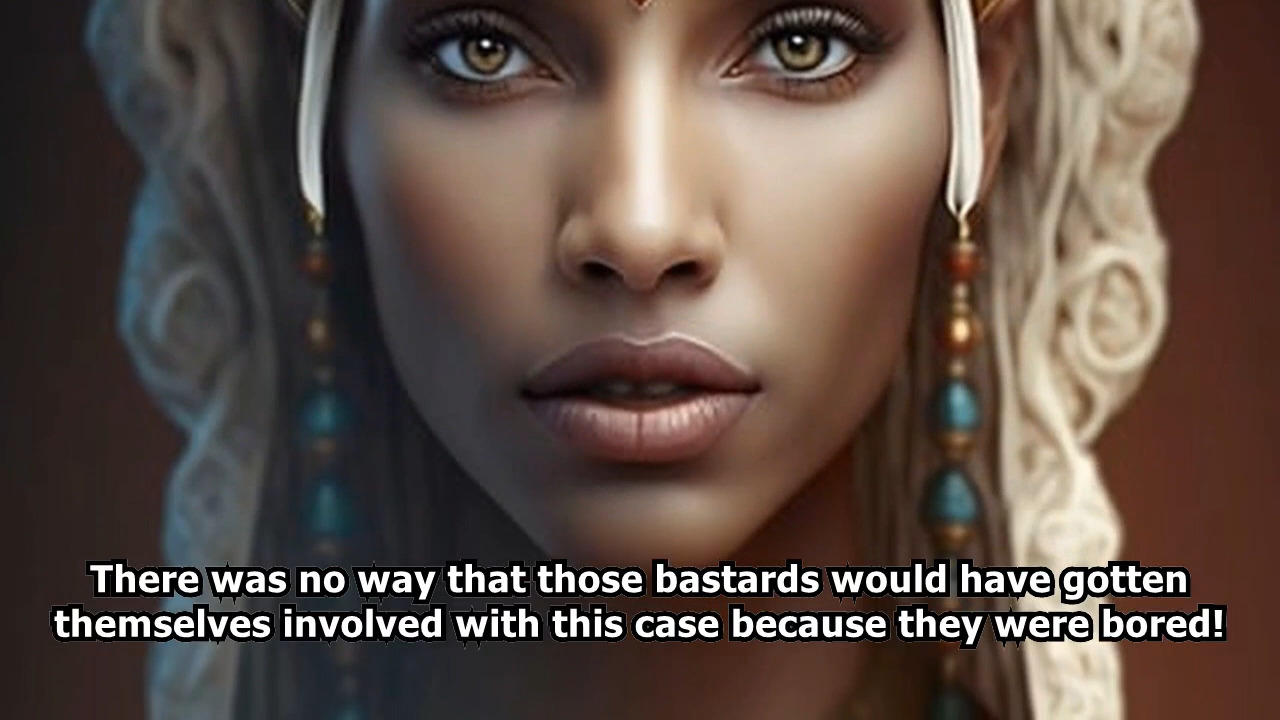 There was no way that those bastards would have gotten
themselves involved with this case because they were bored!